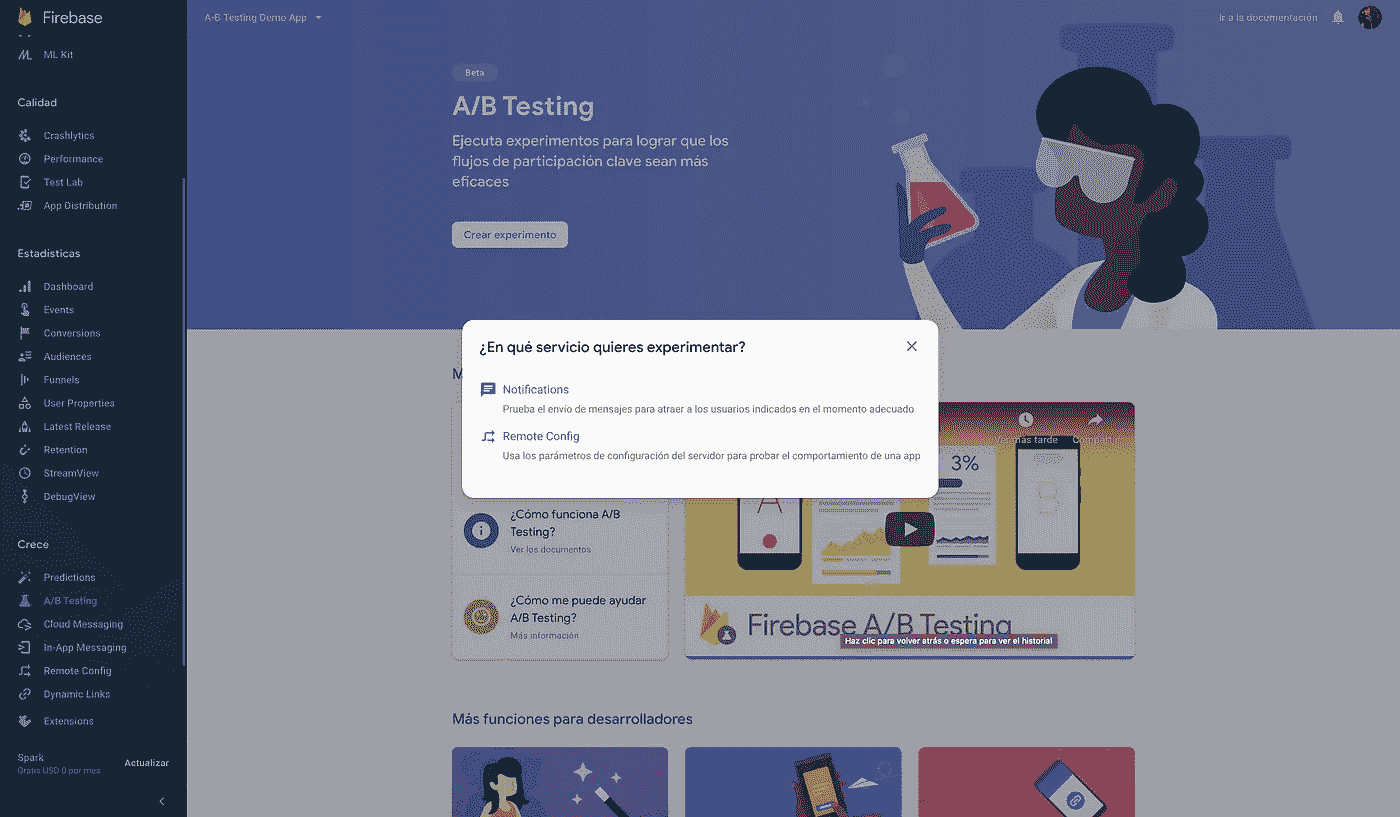 Firebase
ML Kit
Calidad
Crashlytics
Performance
Test Lab
App Distribution
Estadísticas
Dashboard
Events
Conversions
Audiences
Funnels
User Properties
Latest Release
Retention
StreamView
DebugView
Crece
Predictions
A/B Testing
Cloud Messaging
In-App Messaging
Remote Config
Dynamic Links
Extensions
Spark
Gratis USD 0 por mes
Actualizar
A-B Testing Demo App
Ir a la documentación
Beta
A/B Testing
Ejecuta experimentos para lograr que los
flujos de participación clave sean más
eficaces
Crear experimento
¿En qué servicio quieres experimentar?
Notifications
Prueba el envío de mensajes para atraer a los usuarios indicados en el momento adecuado
Remote Config
Usa los parámetros de configuración del servidor para probar el comportamiento de una app
M
Ver más tarde
Compartir
3%
A
B
¿Cómo funciona A/B
Testing?
Ver los documentos
¿Cómo me puede ayudar
A/B Testing?
Más información
Firebase A/B Testing
Haz clic para volver atrás o espera para ver el historial
Más funciones para desarrolladores